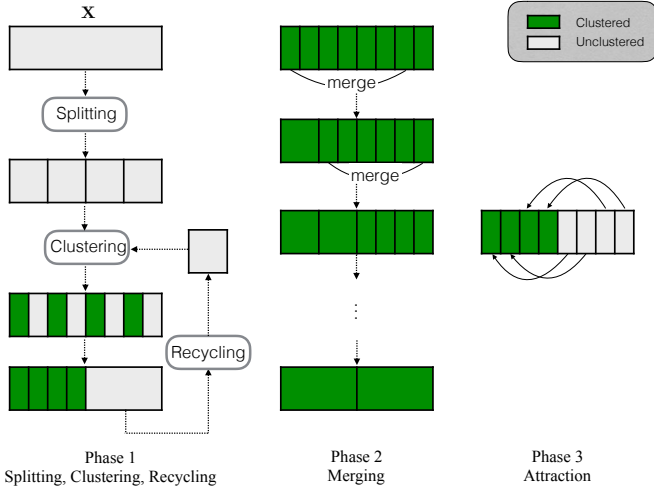 X
Splitting
Clustering
Recycling
Phase 1
Splitting, Clustering, Recycling
merge
merge
⋮
Phase 2
Merging
Clustered
Unclustered
Phase 3
Attraction